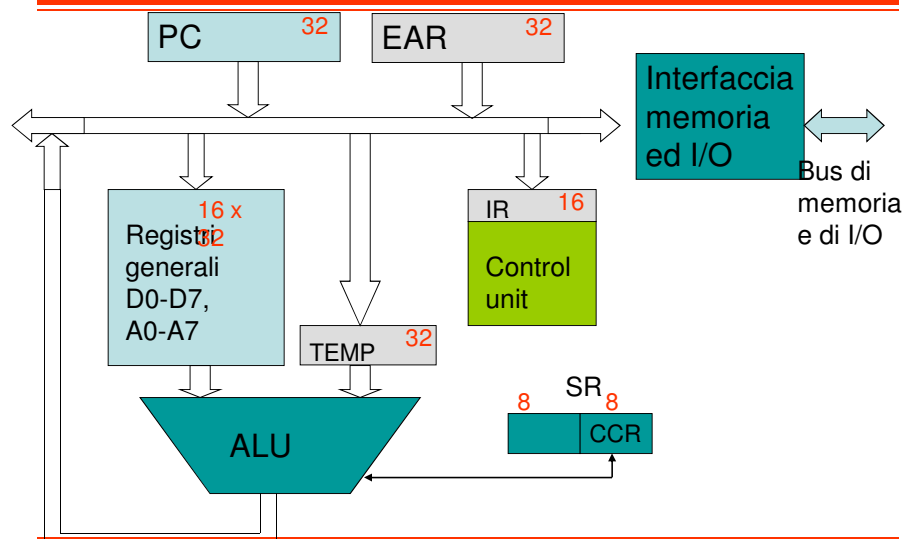 PC 32
EAR 32
Interfaccia
memoria
ed I/O
Bus di
memoria
e di I/O
16 x
32
Registri
generali
D0-D7,
A0-A7
IR 16
Control
unit
TEMP 32
SR
8 8
CCR
ALU